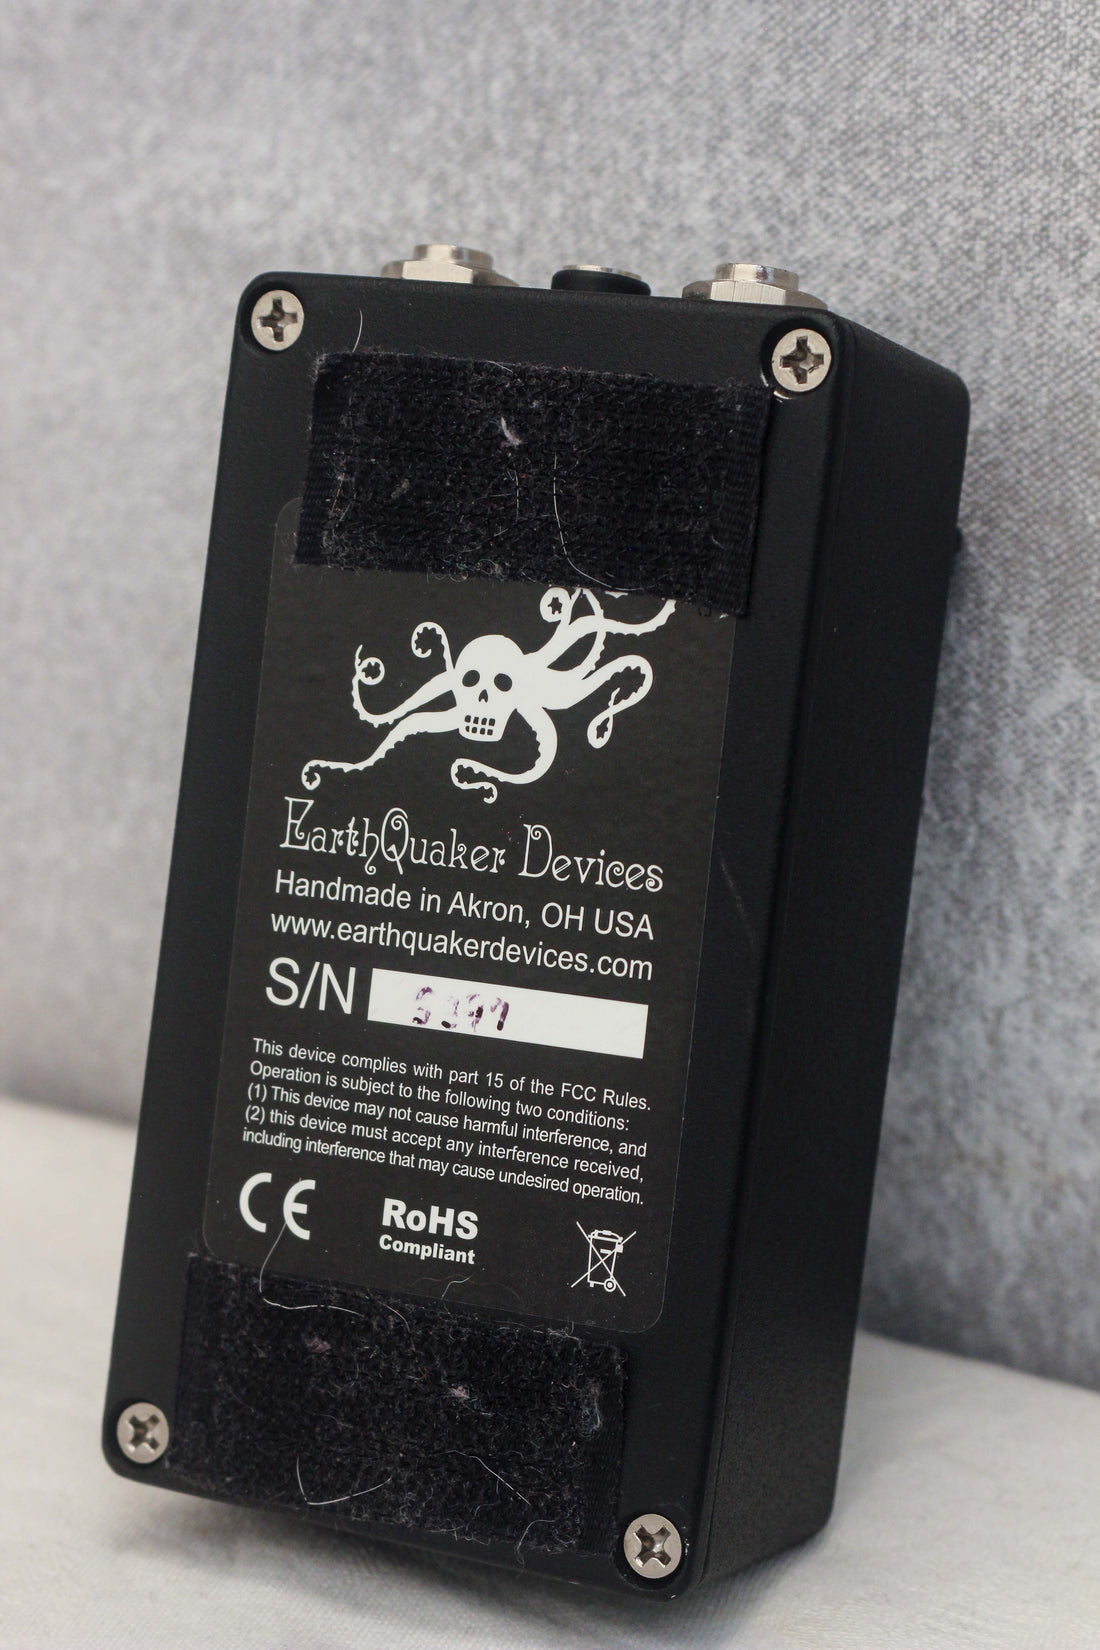 EarthQuaker Devices
Handmade in Akron, OH USA
www.earthquakerdevices.com
S/N
This device complies with part 15 of the FCC Rules.
Operation is subject to the following two conditions:
(1) This device may not cause harmful interference, and
(2) this device must accept any interference received,
including interference that may cause undesired operation.
CE RoHS
Compliant